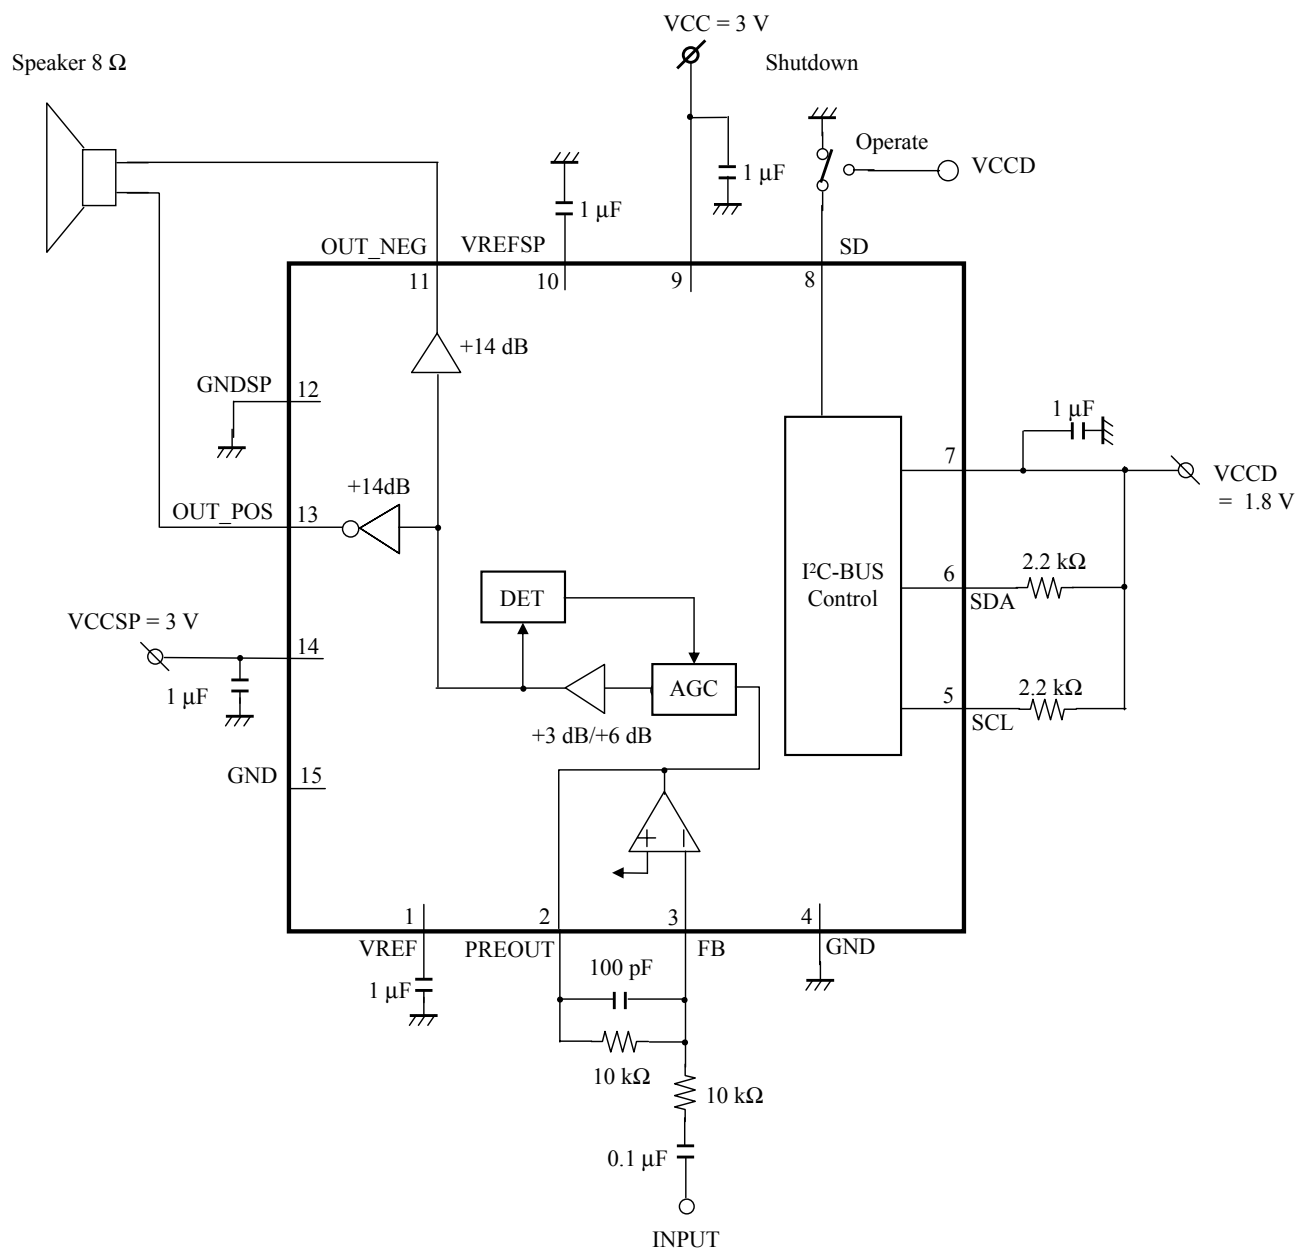 VCC = 3 V
Speaker 8 Ω
Shutdown
Operate
VCCD
1 µF
1 µF
OUT_NEG
VREFSP
SD
11
10
9
8
+14 dB
GNDSP
12
1 µF
7
VCCD
= 1.8 V
+14dB
OUT_POS
13
I²C-BUS
Control
2.2 kΩ
6
SDA
DET
VCCSP = 3 V
14
1 µF
AGC
2.2 kΩ
5
SCL
+3 dB/+6 dB
GND
15
+
−
1
2
3
4
VREF
PREOUT
FB
GND
100 pF
1 µF
10 kΩ
10 kΩ
0.1 µF
INPUT